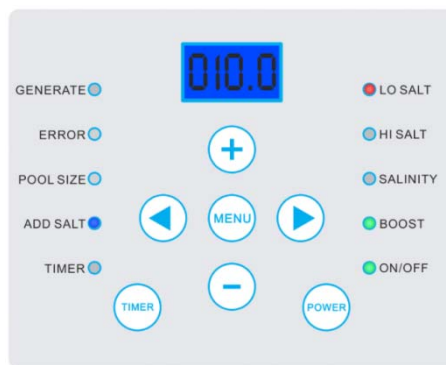 010.0
GENERATE
LO SALT
ERROR
HI SALT
POOL SIZE
SALINITY
ADD SALT
MENU
BOOST
TIMER
ON/OFF
TIMER
POWER